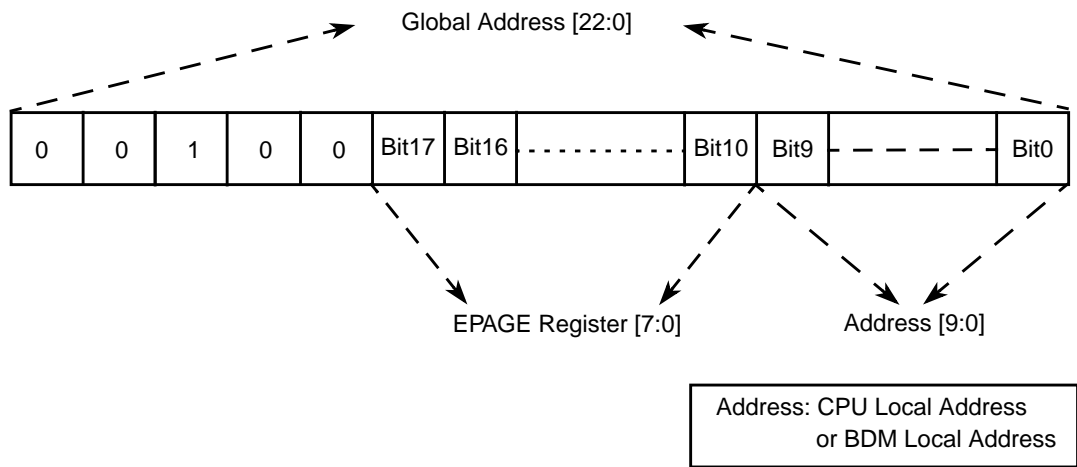 Global Address [22:0]
0 0 1 0 0 Bit17 Bit16 Bit10 Bit9 Bit0
EPAGE Register [7:0] Address [9:0]
Address: CPU Local Address
or BDM Local Address